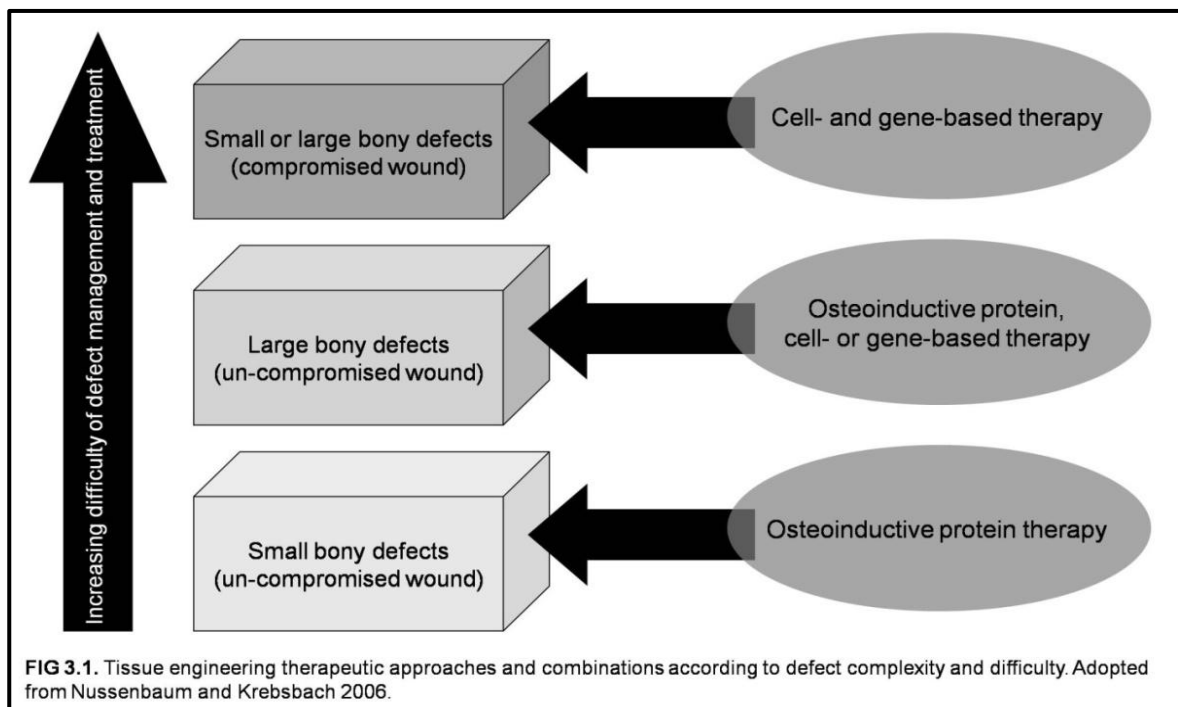 Increasing difficulty of defect management and treatment
Small or large bony defects
(compromised wound)
Cell- and gene-based therapy
Large bony defects
(un-compromised wound)
Osteoinductive protein,
cell- or gene-based therapy
Small bony defects
(un-compromised wound)
Osteoinductive protein therapy
FIG 3.1. Tissue engineering therapeutic approaches and combinations according to defect complexity and difficulty. Adopted
from Nussenbaum and Krebsbach 2006.